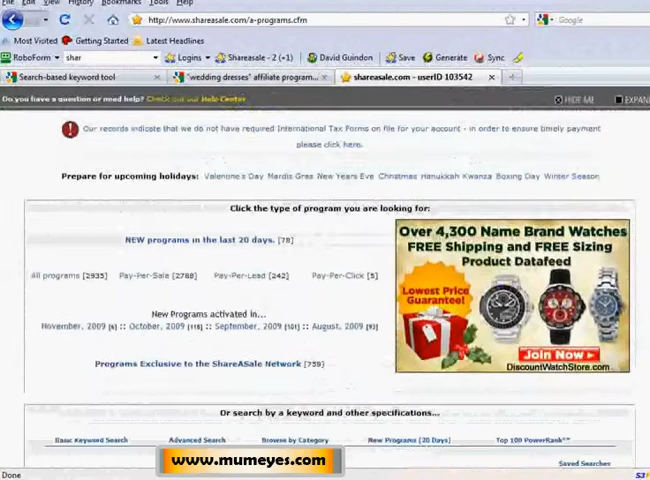 File Edit View History Bookmarks Tools Help
http://www.shareasale.com/a-programs.cfm
Google
Most Visited Getting Started Latest Headlines
RoboForm shar Logins Shareasale - 2 (+1) David Guindon Save Generate Sync
Search-based keyword tool "wedding dresses" affiliate program... shareasale.com - userID 103542
Do you have a question or need help? Check out our Help Center HIDE ME EXPAN
Our records indicate that we do not have required International Tax Forms on file for your account - in order to ensure timely payment
please click here.
Prepare for upcoming holidays: Valentine's Day Mardis Gras New Years Eve Christmas Hanukkah Kwanza Boxing Day Winter Season
Click the type of program you are looking for:
NEW programs in the last 20 days. [78]
All programs [2935] Pay-Per-Sale [2788] Pay-Per-Lead [242] Pay-Per-Click [5]
New Programs activated in...
November, 2009 [6] :: October, 2009 [118] :: September, 2009 [101] :: August, 2009 [93]
Programs Exclusive to the ShareASale Network [759]
Over 4,300 Name Brand Watches
FREE Shipping and FREE Sizing
Product Datafeed
Lowest Price
Guarantee!
Join Now
DiscountWatchStore.com
Or search by a keyword and other specifications...
Basic Keyword Search Advanced Search Browse by Category New Programs [20 Days] Top 100 PowerRank™
Saved Searches
www.mumeyes.com
Done